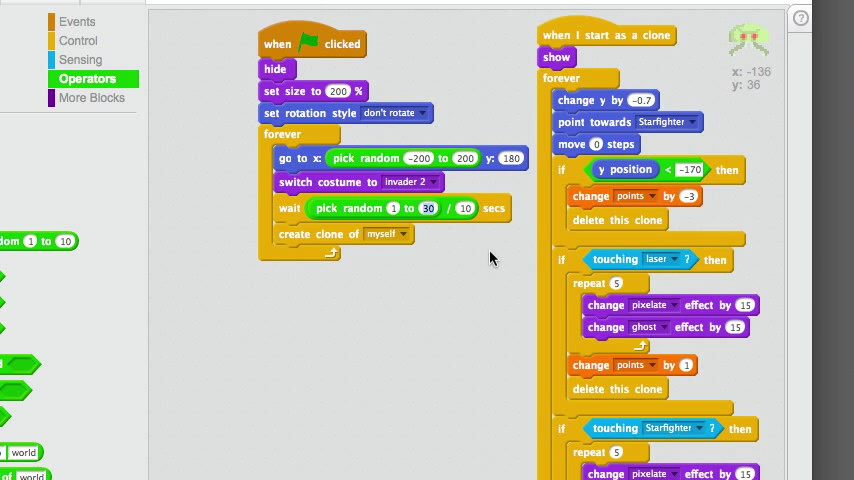 Events
Control
Sensing
Operators
More Blocks
dom 1 to 10
world
of world
when clicked
hide
set size to 200 %
set rotation style don't rotate
forever
go to x: pick random -200 to 200 y: 180
switch costume to invader 2
wait pick random 1 to 30 / 10 secs
create clone of myself
when I start as a clone
show
forever
change y by -0.7
point towards Starfighter
move 0 steps
if y position < -170 then
change points by -3
delete this clone
if touching laser ? then
repeat 5
change pixelate effect by 15
change ghost effect by 15
change points by 1
delete this clone
if touching Starfighter ? then
repeat 5
change pixelate effect by 15
x: -136
y: 36
?